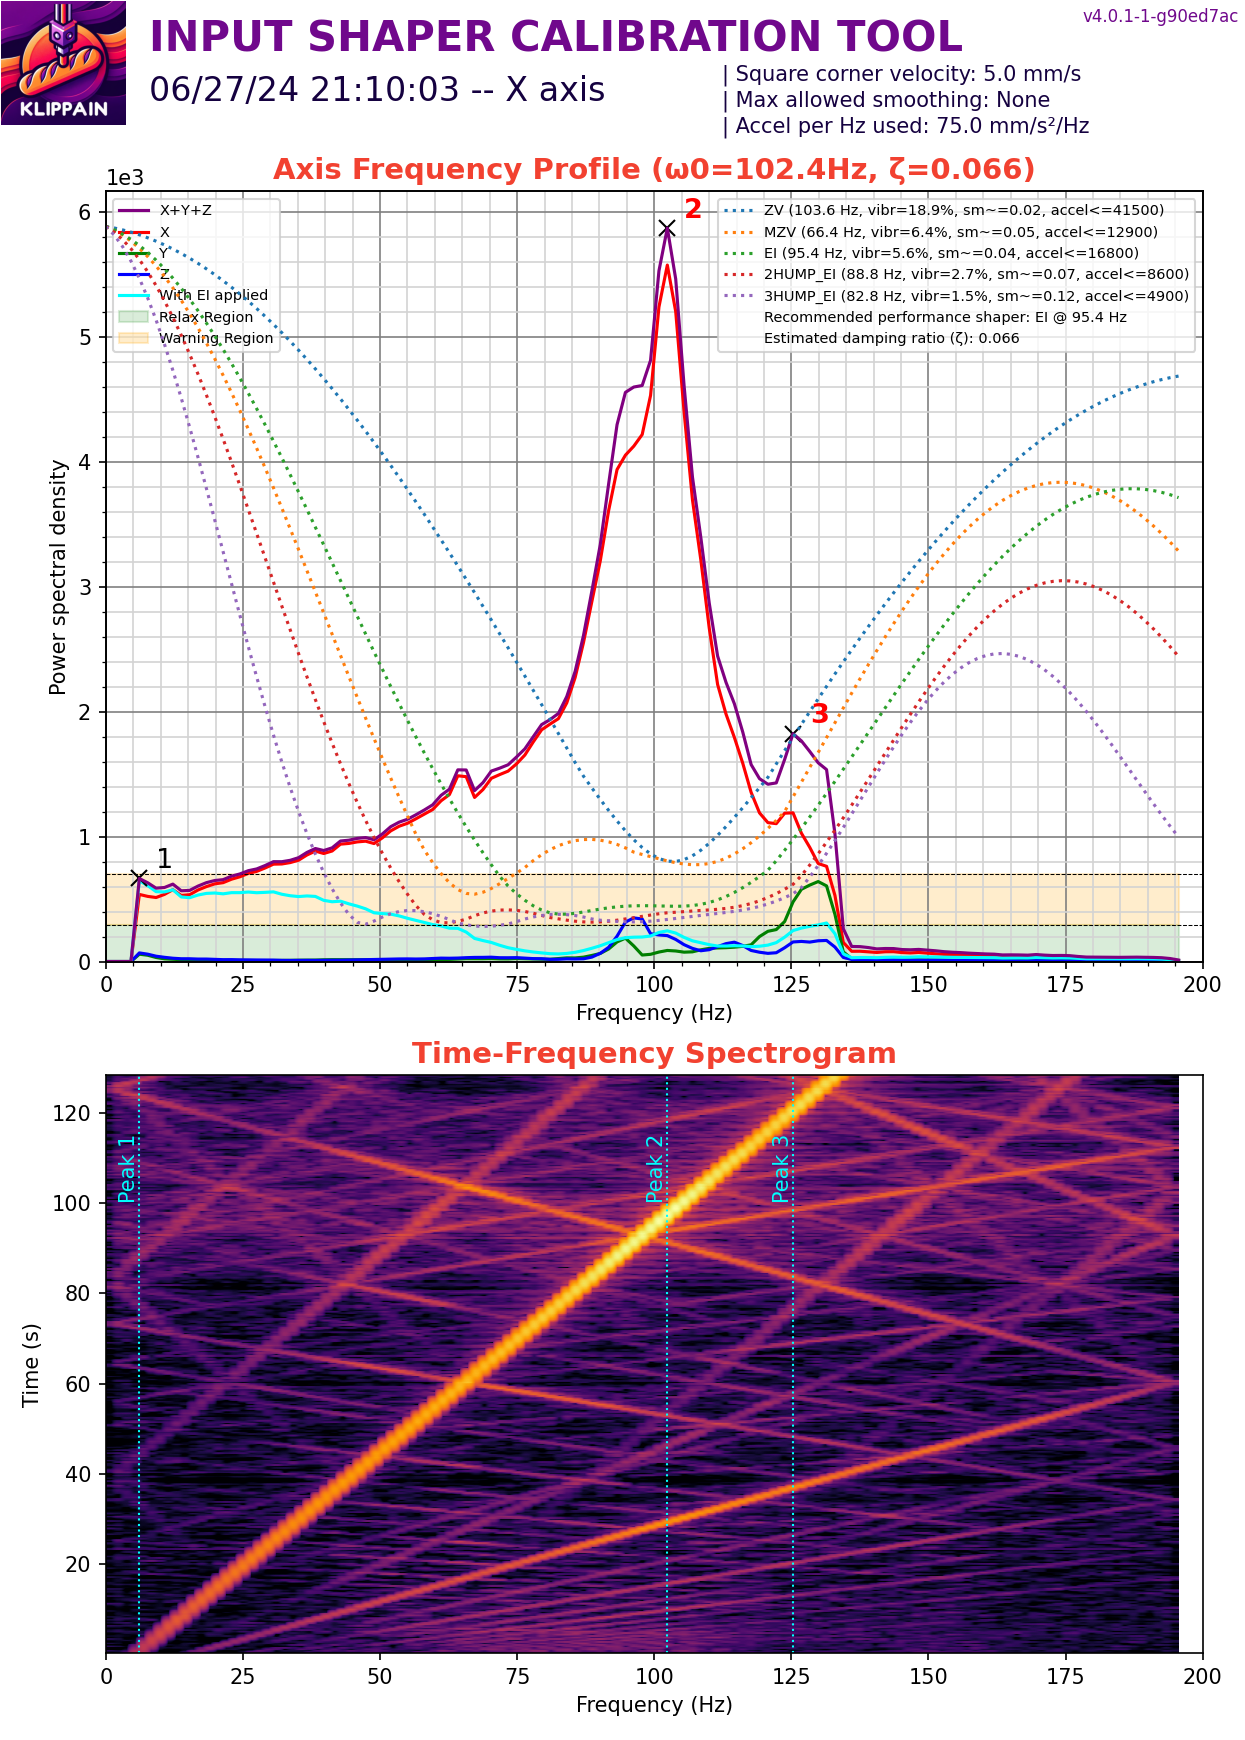 KLIPPAIN
INPUT SHAPER CALIBRATION TOOL
v4.0.1-1-g90ed7ac
06/27/24 21:10:03 -- X axis
| Square corner velocity: 5.0 mm/s
| Max allowed smoothing: None
| Accel per Hz used: 75.0 mm/s²/Hz
Axis Frequency Profile (ω0=102.4Hz, ζ=0.066)
1e3
X+Y+Z
X
Y
Z
With EI applied
Relax Region
Warning Region
ZV (103.6 Hz, vibr=18.9%, sm~=0.02, accel<=41500)
MZV (66.4 Hz, vibr=6.4%, sm~=0.05, accel<=12900)
EI (95.4 Hz, vibr=5.6%, sm~=0.04, accel<=16800)
2HUMP_EI (88.8 Hz, vibr=2.7%, sm~=0.07, accel<=8600)
3HUMP_EI (82.8 Hz, vibr=1.5%, sm~=0.12, accel<=4900)
Recommended performance shaper: EI @ 95.4 Hz
Estimated damping ratio (ζ): 0.066
2
3
1
6
5
4
3
2
1
0
Power spectral density
0 25 50 75 100 125 150 175 200
Frequency (Hz)
Time-Frequency Spectrogram
Peak 1
Peak 2
Peak 3
120
100
80
60
40
20
Time (s)
0 25 50 75 100 125 150 175 200
Frequency (Hz)